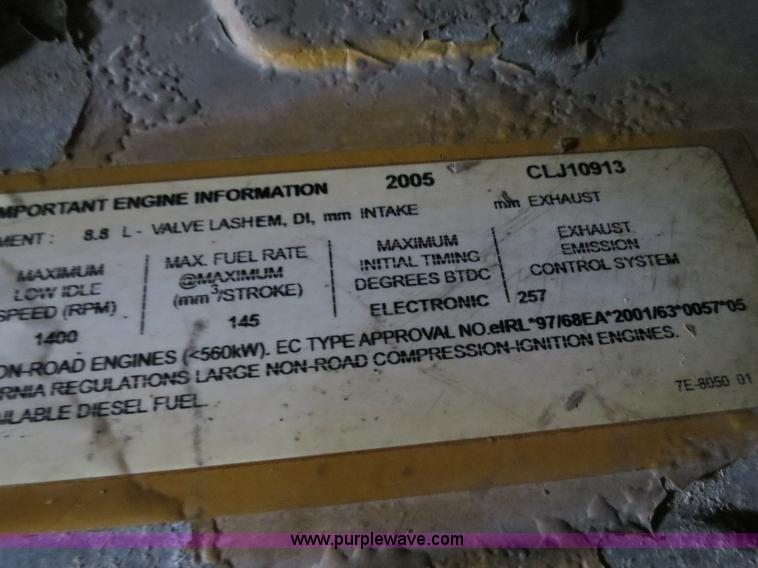 IMPORTANT ENGINE INFORMATION 2005 CLJ10913
MENT: 8.8 L - VALVE LASHEM, DI, mm INTAKE mm EXHAUST
MAXIMUM LOW IDLE SPEED (RPM) 1400
MAX. FUEL RATE @MAXIMUM (mm3/STROKE) 145
MAXIMUM INITIAL TIMING DEGREES BTDC ELECTRONIC
EXHAUST EMISSION CONTROL SYSTEM 257
ON-ROAD ENGINES (<560kW). EC TYPE APPROVAL NO.eIRL*97/68EA*2001/63*0057*05
RNIA REGULATIONS LARGE NON-ROAD COMPRESSION-IGNITION ENGINES.
AILABLE DIESEL FUEL.
7E-8050 01
www.purplewave.com